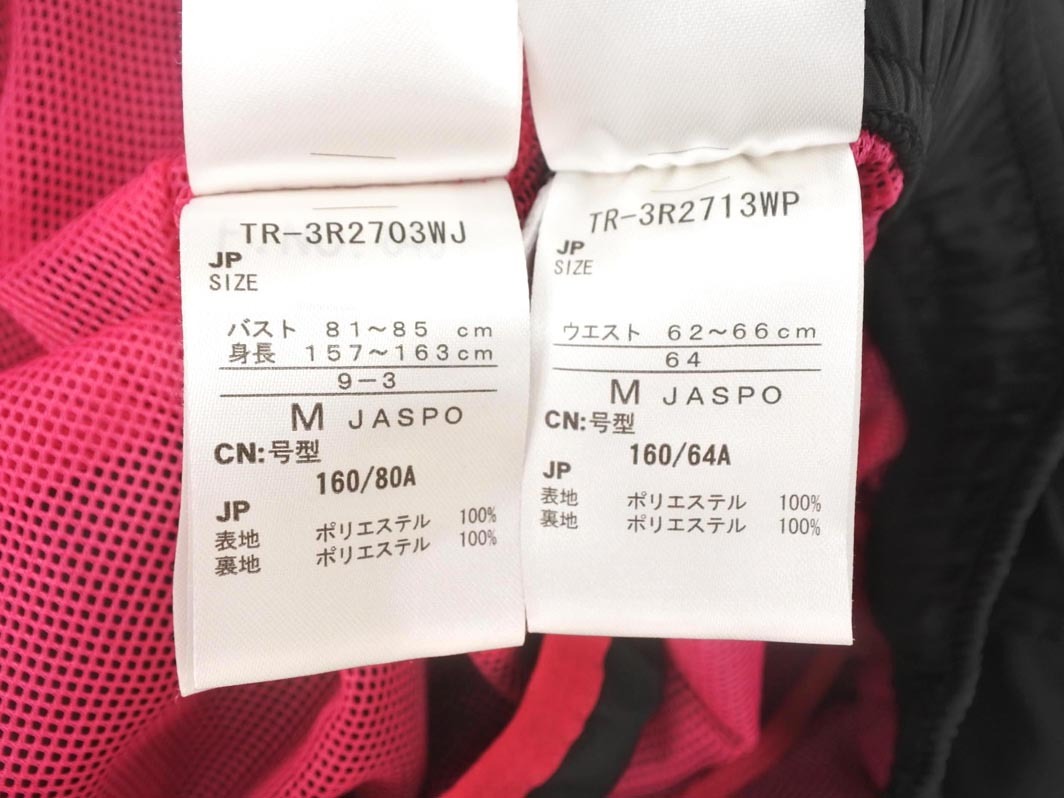 TR-3R2703WJ
JP
SIZE
バスト 81～85 cm
身長 157～163cm
9-3
M JASPO
CN:号型
160/80A
JP
表地 ポリエステル 100%
裏地 ポリエステル 100%
TR-3R2713WP
JP
SIZE
ウエスト 62～66cm
64
M JASPO
CN:号型
160/64A
JP
表地 ポリエステル 100%
裏地 ポリエステル 100%